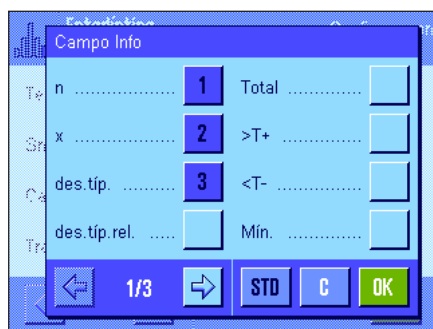 Campo Info
n .................. 1
Total .............
x .................. 2
>T+ ..............
des.típ. .......... 3
<T- ..............
des.típ.rel. .....
Mín. .............
1/3
STD
C
OK